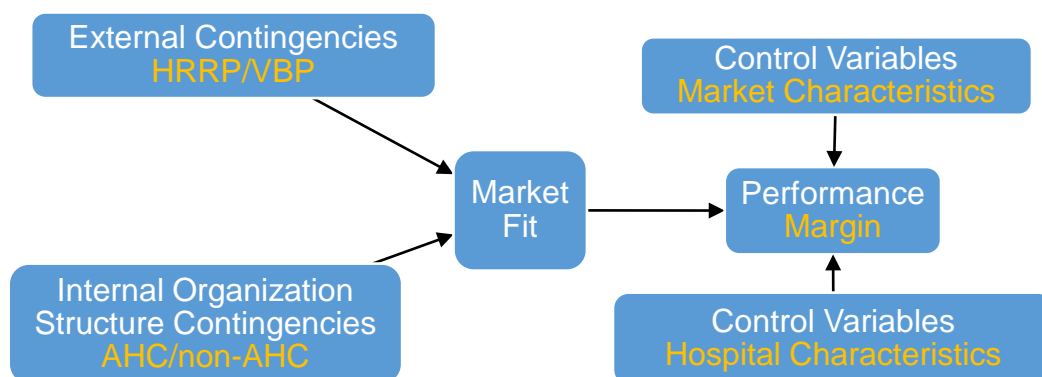 External Contingencies
HRRP/VBP
Control Variables
Market Characteristics
Market
Fit
Performance
Margin
Internal Organization
Structure Contingencies
AHC/non-AHC
Control Variables
Hospital Characteristics